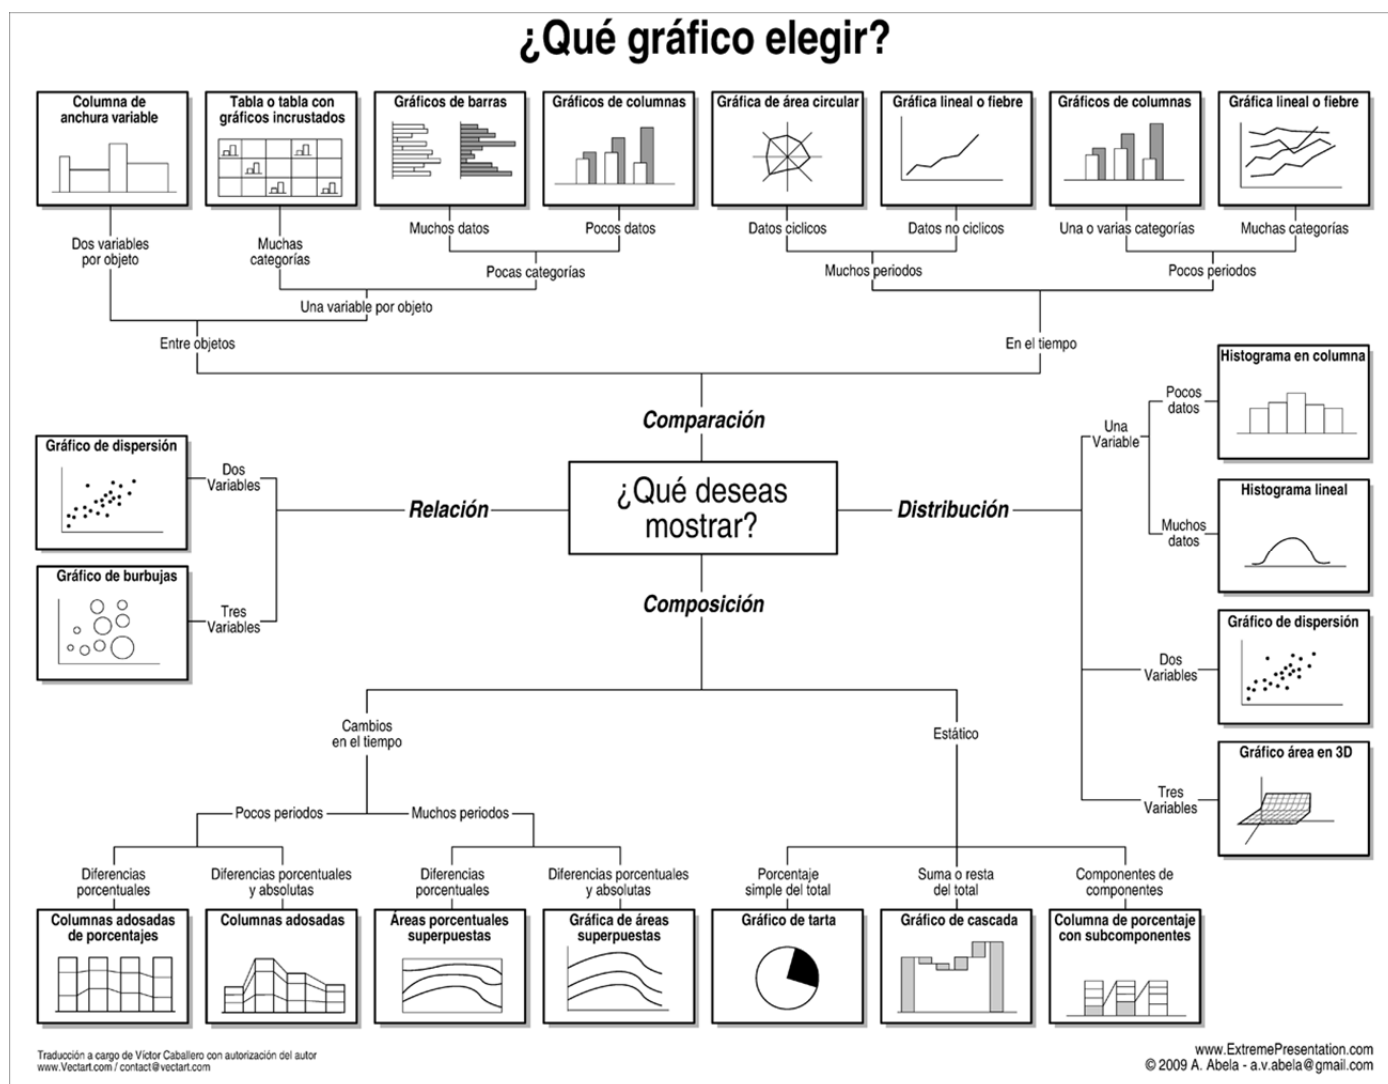 ¿Qué gráfico elegir?
Columna de
anchura variable
Tabla o tabla con
gráficos incrustados
Gráficos de barras
Gráficos de columnas
Gráfica de área circular
Gráfica lineal o fiebre
Gráficos de columnas
Gráfica lineal o fiebre
Dos variables
por objeto
Muchas
categorías
Muchos datos
Pocos datos
Datos ciclicos
Datos no ciclicos
Una o varias categorías
Muchas categorías
Pocas categorías
Muchos periodos
Pocos periodos
Una variable por objeto
Entre objetos
En el tiempo
Comparación
¿Qué deseas
mostrar?
Relación
Dos
Variables
Gráfico de dispersión
Tres
Variables
Gráfico de burbujas
Distribución
Una
Variable
Pocos
datos
Histograma en columna
Muchos
datos
Histograma lineal
Dos
Variables
Gráfico de dispersión
Tres
Variables
Gráfico área en 3D
Composición
Cambios
en el tiempo
Estático
Pocos periodos
Muchos periodos
Diferencias
porcentuales
Diferencias porcentuales
y absolutas
Diferencias
porcentuales
Diferencias porcentuales
y absolutas
Porcentaje
simple del total
Suma o resta
del total
Componentes de
componentes
Columnas adosadas
de porcentajes
Columnas adosadas
Áreas porcentuales
superpuestas
Gráfica de áreas
superpuestas
Gráfico de tarta
Gráfico de cascada
Columna de porcentaje
con subcomponentes
Traducción a cargo de Víctor Caballero con autorización del autor
www.Vectart.com / contact@vectart.com
www.ExtremePresentation.com
© 2009 A. Abela - a.v.abela@gmail.com